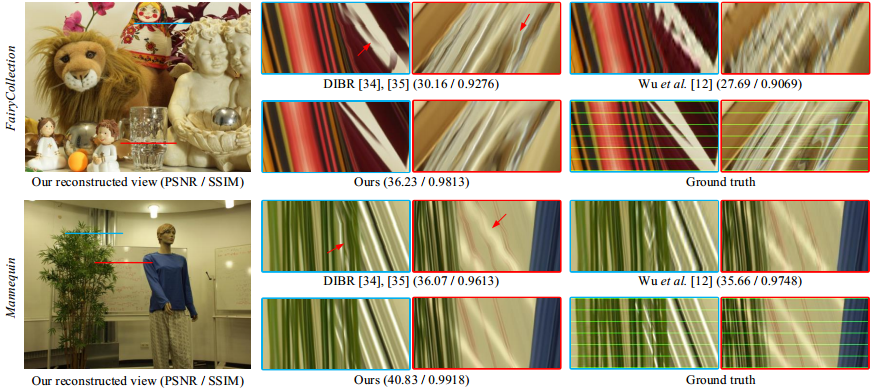 FairyCollection
DIBR [34], [35] (30.16 / 0.9276)
Wu et al. [12] (27.69 / 0.9069)
Our reconstructed view (PSNR / SSIM)
Ours (36.23 / 0.9813)
Ground truth
Mannequin
DIBR [34], [35] (36.07 / 0.9613)
Wu et al. [12] (35.66 / 0.9748)
Our reconstructed view (PSNR / SSIM)
Ours (40.83 / 0.9918)
Ground truth